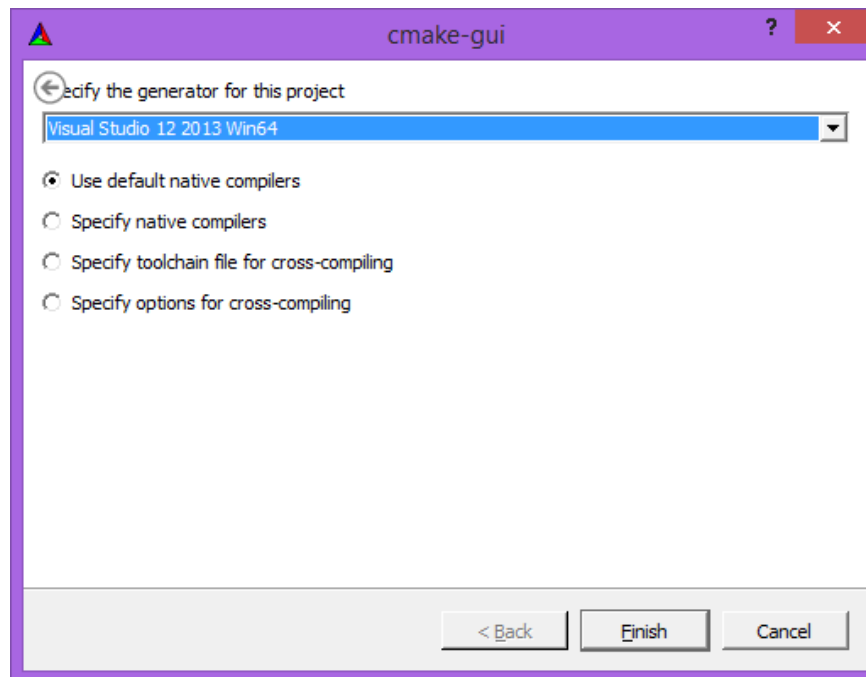 cmake-gui
?
ecify the generator for this project
Visual Studio 12 2013 Win64
Use default native compilers
Specify native compilers
Specify toolchain file for cross-compiling
Specify options for cross-compiling
< Back Finish Cancel